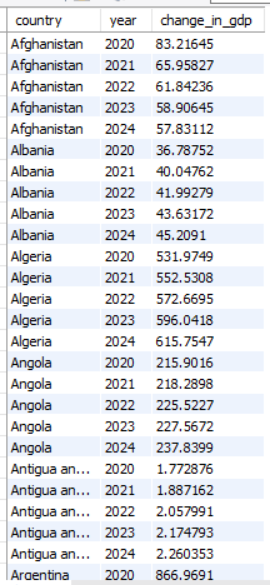 country year change_in_gdp
Afghanistan 2020 83.21645
Afghanistan 2021 65.95827
Afghanistan 2022 61.84236
Afghanistan 2023 58.90645
Afghanistan 2024 57.83112
Albania 2020 36.78752
Albania 2021 40.04762
Albania 2022 41.99279
Albania 2023 43.63172
Albania 2024 45.2091
Algeria 2020 531.9749
Algeria 2021 552.5308
Algeria 2022 572.6695
Algeria 2023 596.0418
Algeria 2024 615.7547
Angola 2020 215.9016
Angola 2021 218.2898
Angola 2022 225.5227
Angola 2023 227.5672
Angola 2024 237.8399
Antigua an... 2020 1.772876
Antigua an... 2021 1.887162
Antigua an... 2022 2.057991
Antigua an... 2023 2.174793
Antigua an... 2024 2.260353
Argentina 2020 866.9691